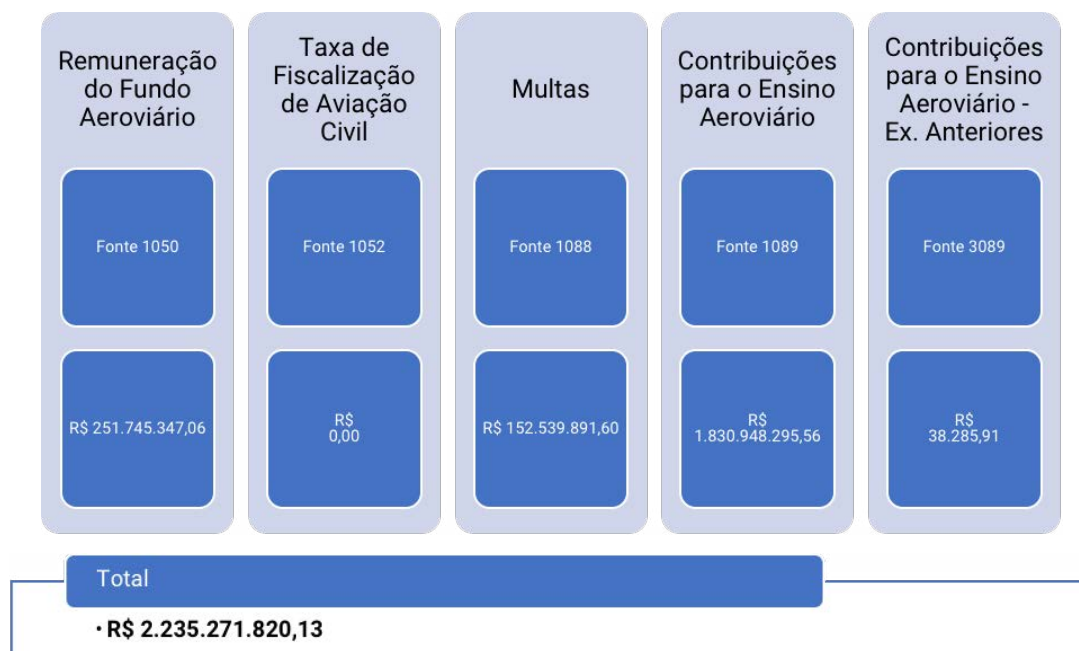 Remuneração
do Fundo
Aeroviário
Fonte 1050
R$ 251.745.347,06
Taxa de
Fiscalização
de Aviação
Civil
Fonte 1052
R$
0,00
Multas
Fonte 1088
R$ 152.539.891,60
Contribuições
para o Ensino
Aeroviário
Fonte 1089
R$
1.830.948.295,56
Contribuições
para o Ensino
Aeroviário -
Ex. Anteriores
Fonte 3089
R$
38.285,91
Total
• R$ 2.235.271.820,13